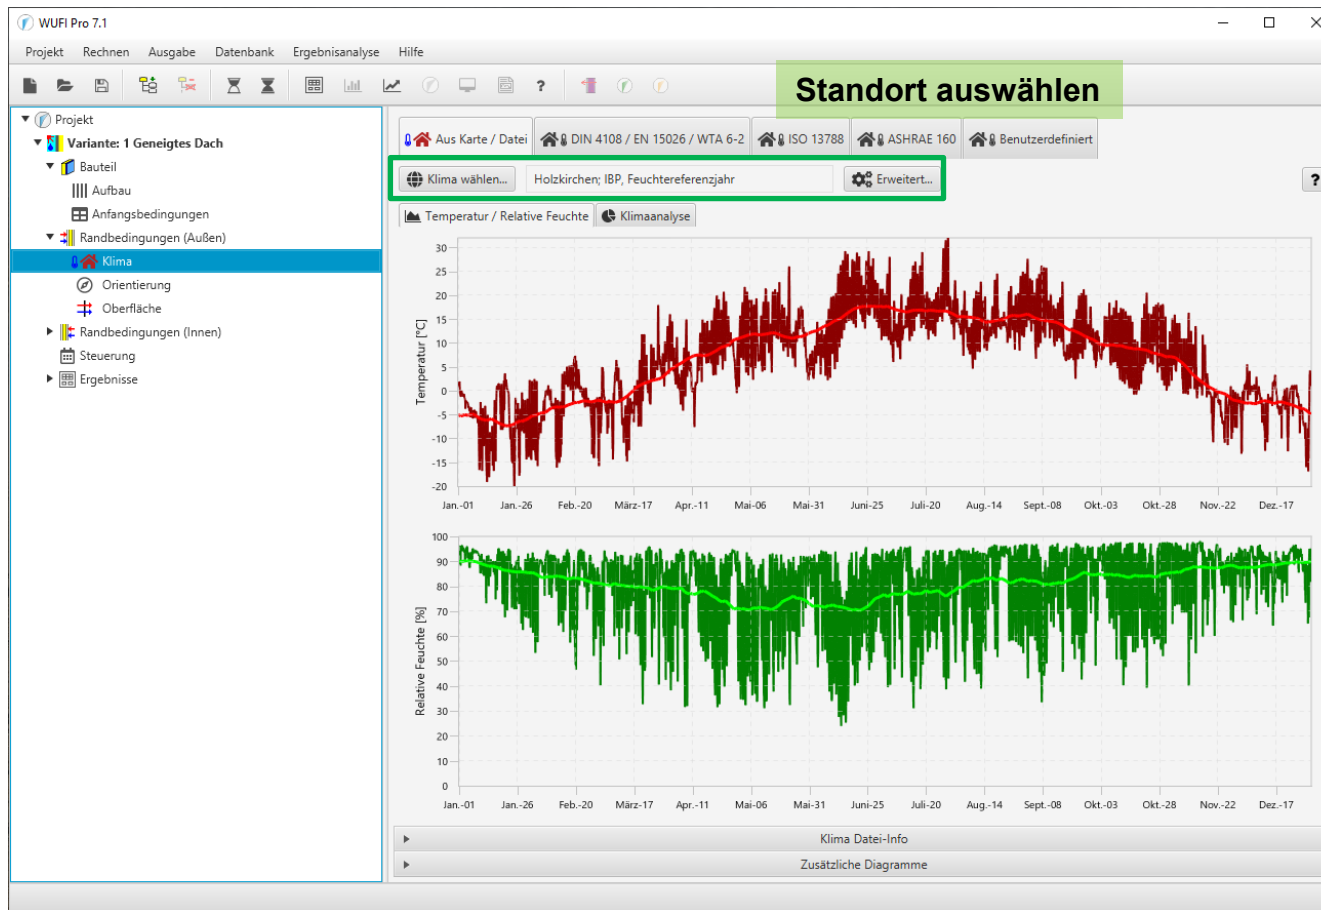 WUFI Pro 7.1
Projekt Rechnen Ausgabe Datenbank Ergebnisanalyse Hilfe
?
Standort auswählen
Projekt
Variante: 1 Geneigtes Dach
Bauteil
Aufbau
Anfangsbedingungen
Randbedingungen (Außen)
Klima
Orientierung
Oberfläche
Randbedingungen (Innen)
Steuerung
Ergebnisse
Aus Karte / Datei DIN 4108 / EN 15026 / WTA 6-2 ISO 13788 ASHRAE 160 Benutzerdefiniert
Klima wählen... Holzkirchen; IBP, Feuchtereferenzjahr Erweitert... ?
Temperatur / Relative Feuchte Klimaanalyse
Temperatur [°C]
30
25
20
15
10
5
0
-5
-10
-15
-20
Jan.-01 Jan.-26 Feb.-20 März-17 Apr.-11 Mai-06 Mai-31 Juni-25 Juli-20 Aug.-14 Sept.-08 Okt.-03 Okt.-28 Nov.-22 Dez.-17
Relative Feuchte [%]
100
90
80
70
60
50
40
30
20
10
0
Jan.-01 Jan.-26 Feb.-20 März-17 Apr.-11 Mai-06 Mai-31 Juni-25 Juli-20 Aug.-14 Sept.-08 Okt.-03 Okt.-28 Nov.-22 Dez.-17
Klima Datei-Info
Zusätzliche Diagramme